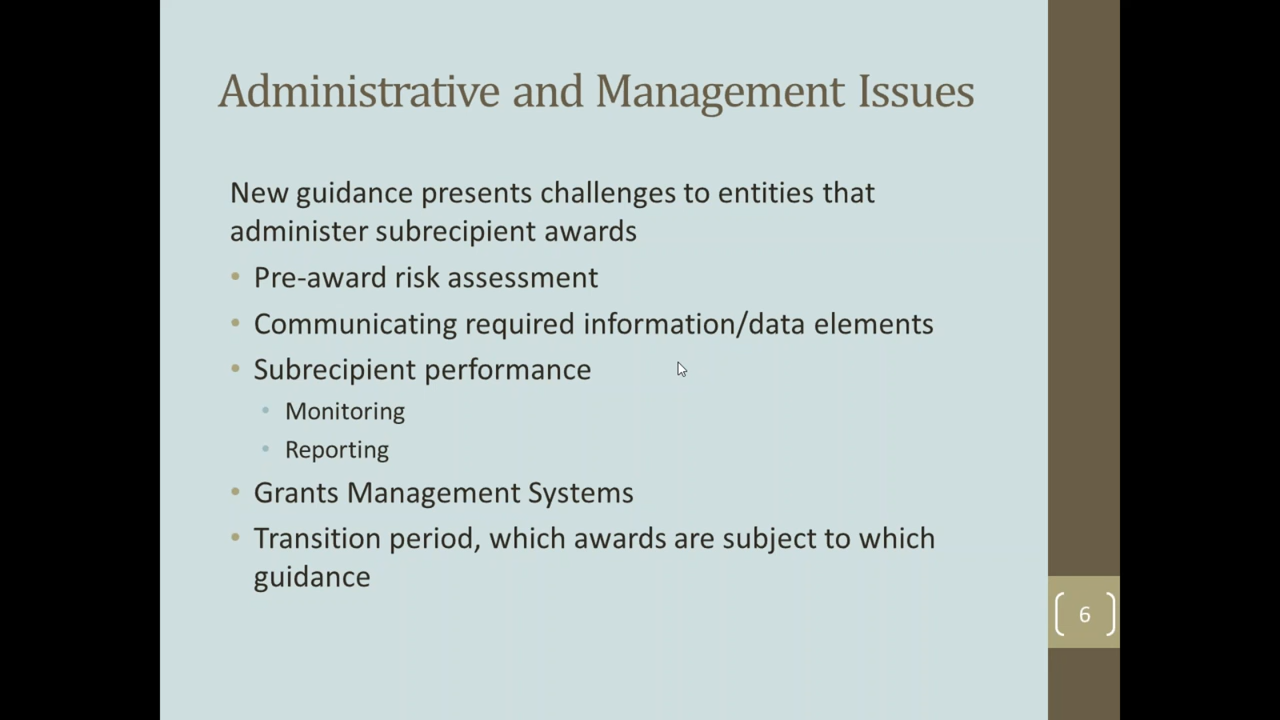 Administrative and Management Issues
New guidance presents challenges to entities that
administer subrecipient awards
• Pre-award risk assessment
• Communicating required information/data elements
• Subrecipient performance
• Monitoring
• Reporting
• Grants Management Systems
• Transition period, which awards are subject to which
guidance
6